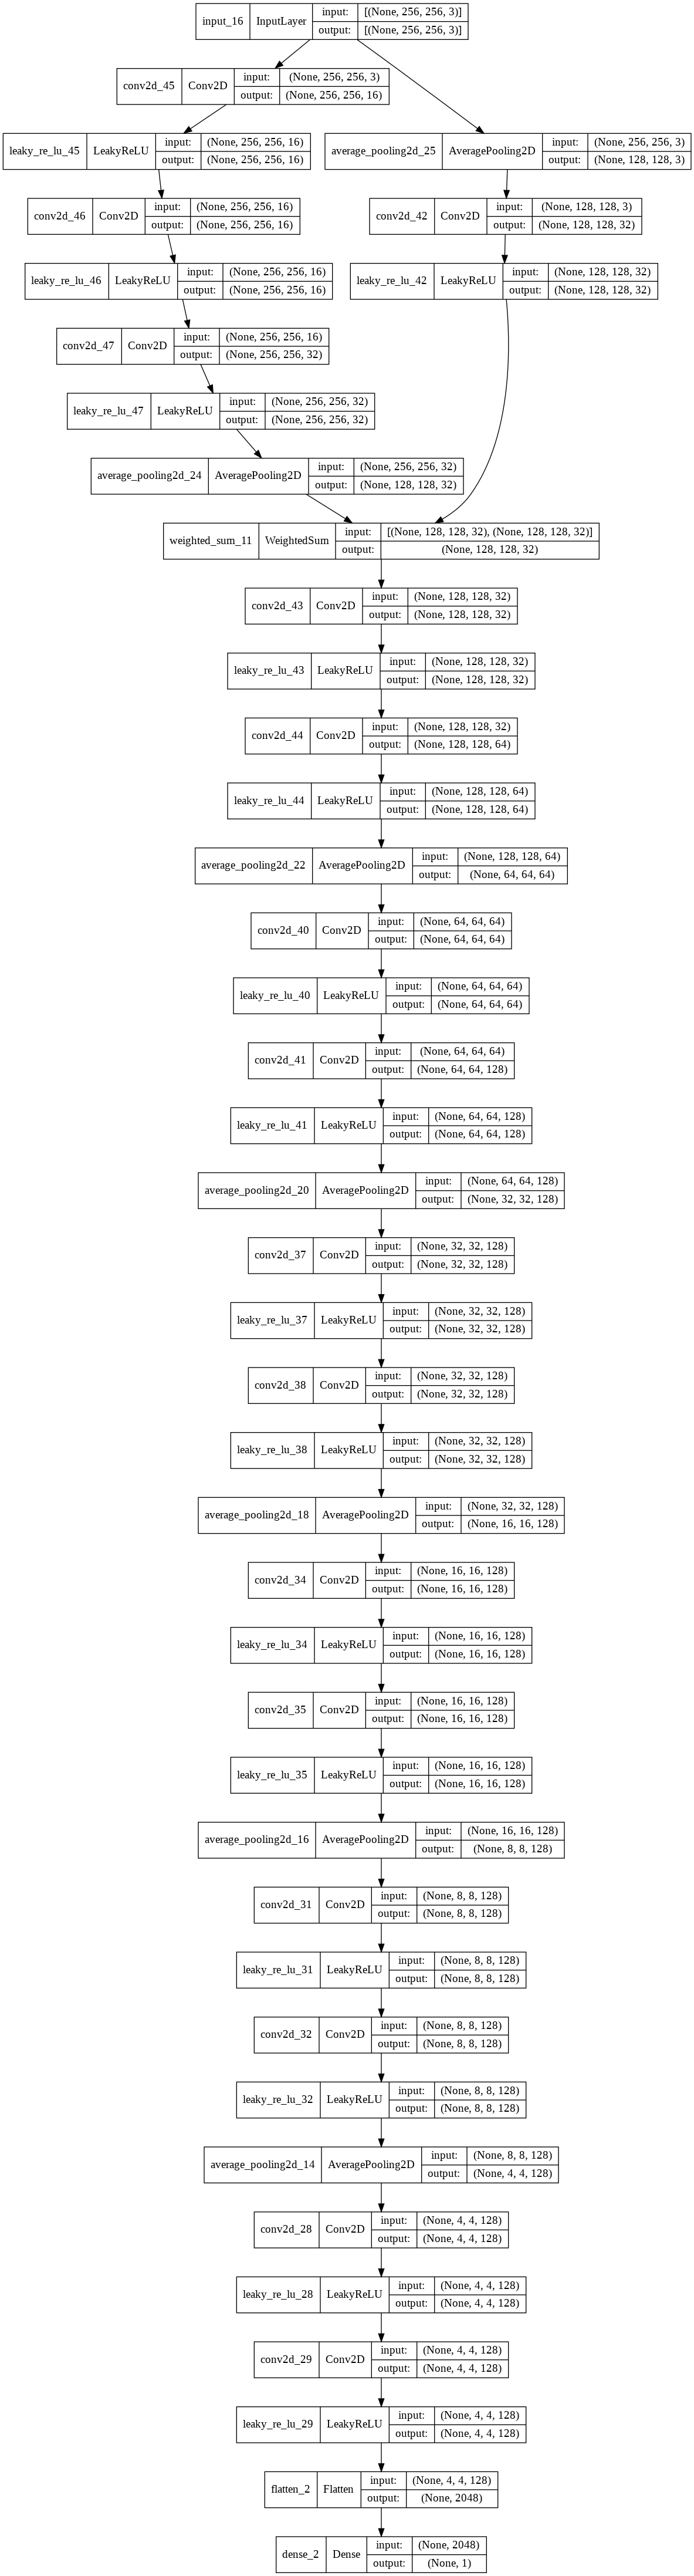 input_16 InputLayer input: [(None, 256, 256, 3)]
output: [(None, 256, 256, 3)]
conv2d_45 Conv2D input: (None, 256, 256, 3)
output: (None, 256, 256, 16)
leaky_re_lu_45 LeakyReLU input: (None, 256, 256, 16)
output: (None, 256, 256, 16)
average_pooling2d_25 AveragePooling2D input: (None, 256, 256, 3)
output: (None, 128, 128, 3)
conv2d_46 Conv2D input: (None, 256, 256, 16)
output: (None, 256, 256, 16)
conv2d_42 Conv2D input: (None, 128, 128, 3)
output: (None, 128, 128, 32)
leaky_re_lu_46 LeakyReLU input: (None, 256, 256, 16)
output: (None, 256, 256, 16)
leaky_re_lu_42 LeakyReLU input: (None, 128, 128, 32)
output: (None, 128, 128, 32)
conv2d_47 Conv2D input: (None, 256, 256, 16)
output: (None, 256, 256, 32)
leaky_re_lu_47 LeakyReLU input: (None, 256, 256, 32)
output: (None, 256, 256, 32)
average_pooling2d_24 AveragePooling2D input: (None, 256, 256, 32)
output: (None, 128, 128, 32)
weighted_sum_11 WeightedSum input: [(None, 128, 128, 32), (None, 128, 128, 32)]
output: (None, 128, 128, 32)
conv2d_43 Conv2D input: (None, 128, 128, 32)
output: (None, 128, 128, 32)
leaky_re_lu_43 LeakyReLU input: (None, 128, 128, 32)
output: (None, 128, 128, 32)
conv2d_44 Conv2D input: (None, 128, 128, 32)
output: (None, 128, 128, 64)
leaky_re_lu_44 LeakyReLU input: (None, 128, 128, 64)
output: (None, 128, 128, 64)
average_pooling2d_22 AveragePooling2D input: (None, 128, 128, 64)
output: (None, 64, 64, 64)
conv2d_40 Conv2D input: (None, 64, 64, 64)
output: (None, 64, 64, 64)
leaky_re_lu_40 LeakyReLU input: (None, 64, 64, 64)
output: (None, 64, 64, 64)
conv2d_41 Conv2D input: (None, 64, 64, 64)
output: (None, 64, 64, 128)
leaky_re_lu_41 LeakyReLU input: (None, 64, 64, 128)
output: (None, 64, 64, 128)
average_pooling2d_20 AveragePooling2D input: (None, 64, 64, 128)
output: (None, 32, 32, 128)
conv2d_37 Conv2D input: (None, 32, 32, 128)
output: (None, 32, 32, 128)
leaky_re_lu_37 LeakyReLU input: (None, 32, 32, 128)
output: (None, 32, 32, 128)
conv2d_38 Conv2D input: (None, 32, 32, 128)
output: (None, 32, 32, 128)
leaky_re_lu_38 LeakyReLU input: (None, 32, 32, 128)
output: (None, 32, 32, 128)
average_pooling2d_18 AveragePooling2D input: (None, 32, 32, 128)
output: (None, 16, 16, 128)
conv2d_34 Conv2D input: (None, 16, 16, 128)
output: (None, 16, 16, 128)
leaky_re_lu_34 LeakyReLU input: (None, 16, 16, 128)
output: (None, 16, 16, 128)
conv2d_35 Conv2D input: (None, 16, 16, 128)
output: (None, 16, 16, 128)
leaky_re_lu_35 LeakyReLU input: (None, 16, 16, 128)
output: (None, 16, 16, 128)
average_pooling2d_16 AveragePooling2D input: (None, 16, 16, 128)
output: (None, 8, 8, 128)
conv2d_31 Conv2D input: (None, 8, 8, 128)
output: (None, 8, 8, 128)
leaky_re_lu_31 LeakyReLU input: (None, 8, 8, 128)
output: (None, 8, 8, 128)
conv2d_32 Conv2D input: (None, 8, 8, 128)
output: (None, 8, 8, 128)
leaky_re_lu_32 LeakyReLU input: (None, 8, 8, 128)
output: (None, 8, 8, 128)
average_pooling2d_14 AveragePooling2D input: (None, 8, 8, 128)
output: (None, 4, 4, 128)
conv2d_28 Conv2D input: (None, 4, 4, 128)
output: (None, 4, 4, 128)
leaky_re_lu_28 LeakyReLU input: (None, 4, 4, 128)
output: (None, 4, 4, 128)
conv2d_29 Conv2D input: (None, 4, 4, 128)
output: (None, 4, 4, 128)
leaky_re_lu_29 LeakyReLU input: (None, 4, 4, 128)
output: (None, 4, 4, 128)
flatten_2 Flatten input: (None, 4, 4, 128)
output: (None, 2048)
dense_2 Dense input: (None, 2048)
output: (None, 1)